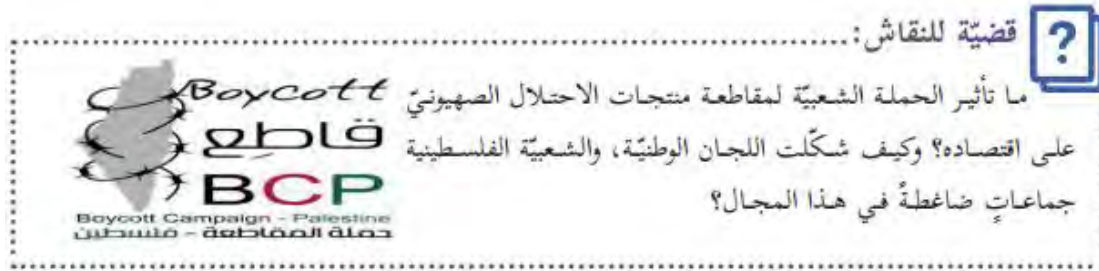 قضيّة للنقاش:
ما تأثير الحملة الشعبيّة لمقاطعة منتجات الاحتلال الصهيونيّ
على اقتصاده؟ وكيف شكّلت اللجان الوطنيّة، والشعبيّة الفلسطينية
جماعاتٍ ضاغطةً في هذا المجال؟
Boycott
قاطع
BCP
Boycott Campaign - Palestine
حملة المقاطعة - فلسطين
?